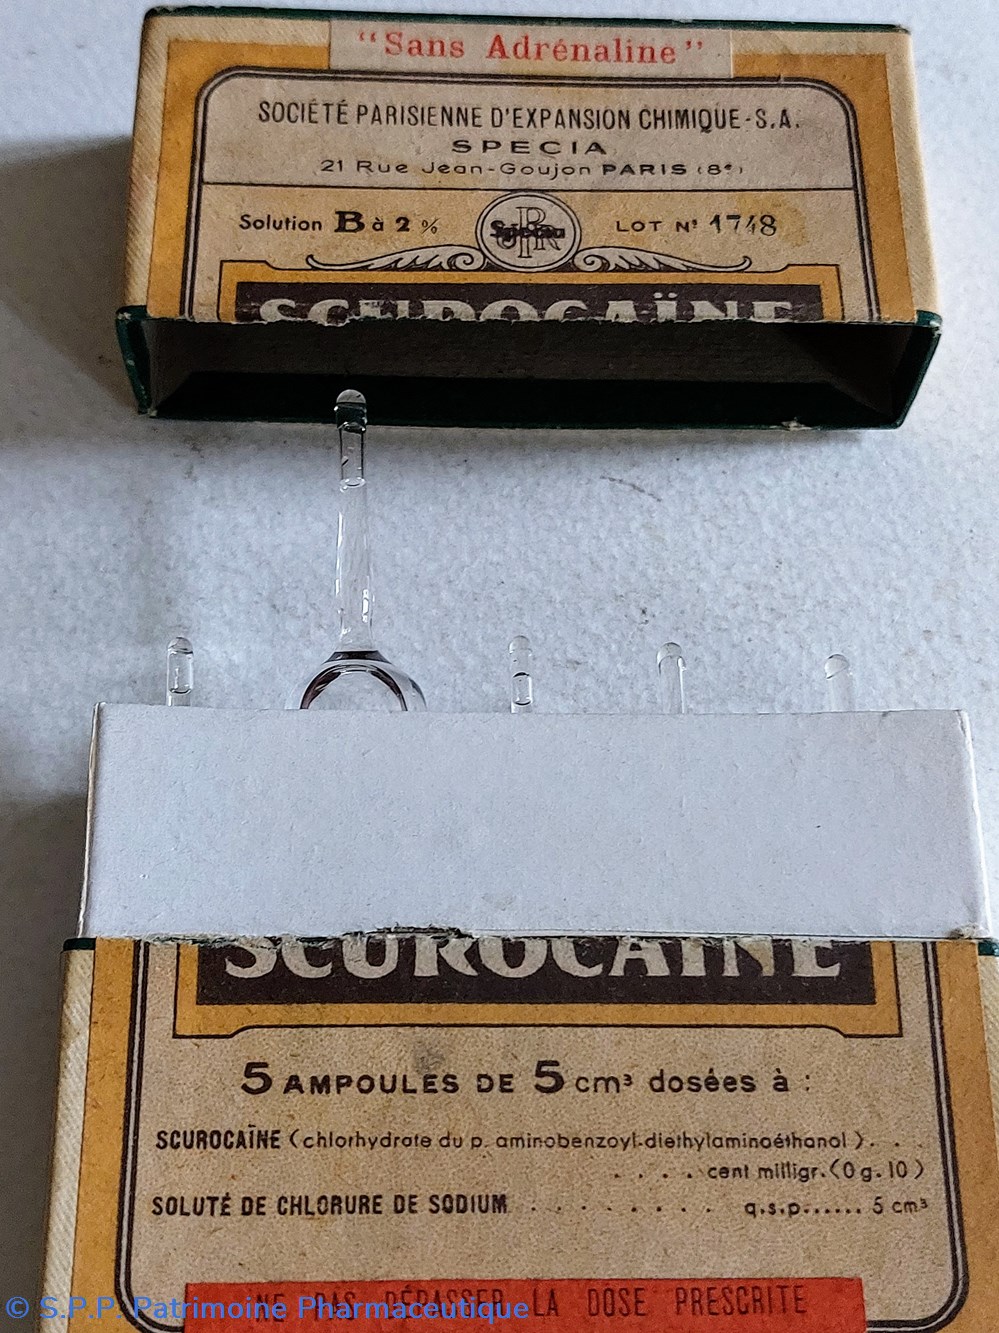 "Sans Adrénaline"
SOCIÉTÉ PARISIENNE D'EXPANSION CHIMIQUE-S.A.
SPECIA
21 Rue Jean-Goujon PARIS (8e)
Solution B à 2 %
Specia
LOT No 1748
SCUROCAÏNE
SCUROCAÏNE
5 AMPOULES DE 5 cm³ dosées à :
SCUROCAÏNE (chlorhydrate du p. aminobenzoyl-diethylaminoéthanol). . .
. . . . cent milligr. (0 g. 10)
SOLUTÉ DE CHLORURE DE SODIUM . . . . . . . . q.s.p...... 5 cm³
NE PAS DÉPASSER LA DOSE PRESCRITE
© S.P.P. Patrimoine Pharmaceutique